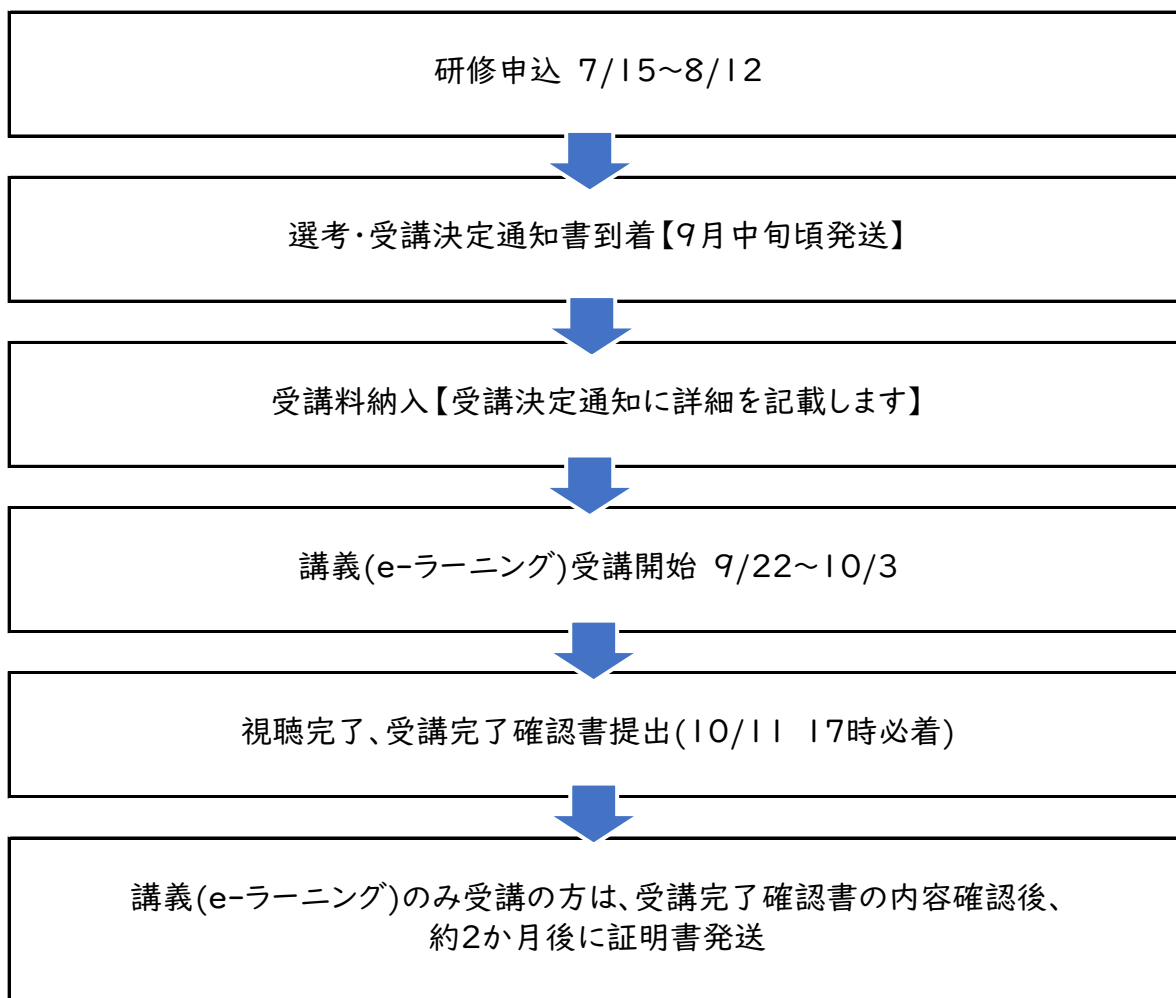 研修申込 7/15~8/12
選考・受講決定通知書到着【9月中旬頃発送】
受講料納入【受講決定通知に詳細を記載します】
講義(e-ラーニング)受講開始 9/22~10/3
視聴完了、受講完了確認書提出(10/11 17時必着)
講義(e-ラーニング)のみ受講の方は、受講完了確認書の内容確認後、
約2か月後に証明書発送